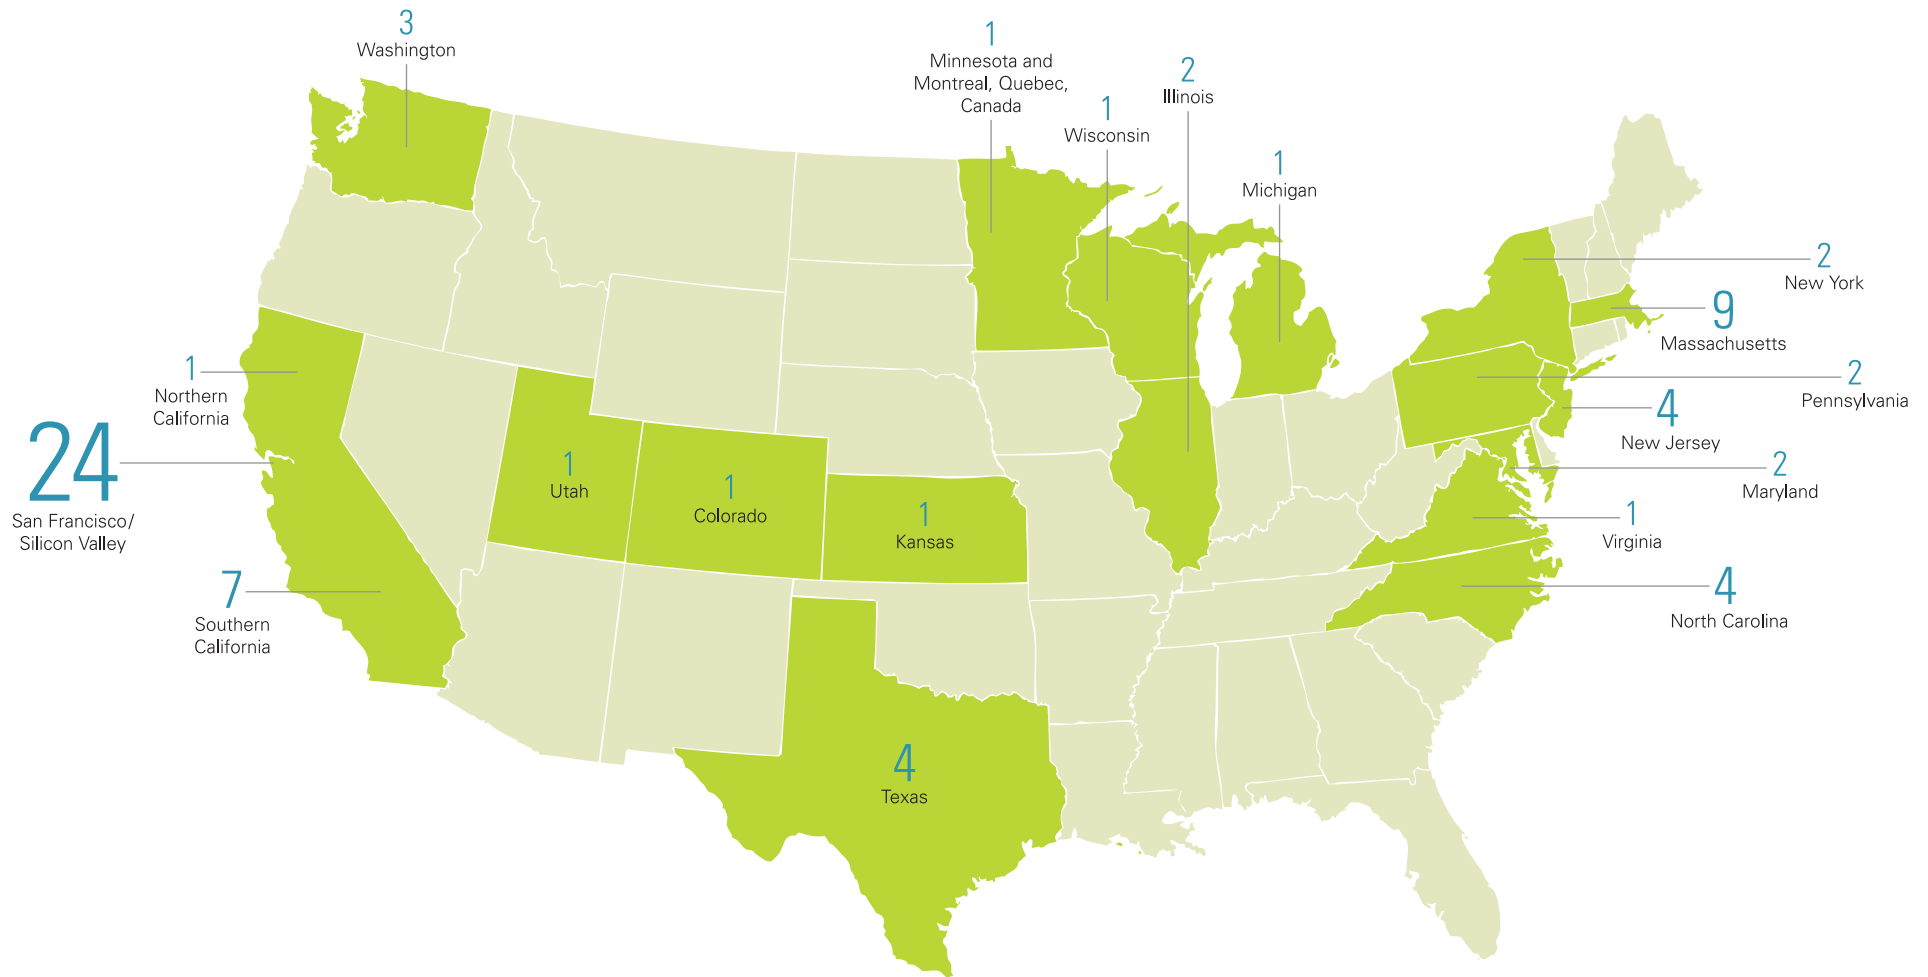 3
Washington
1
Minnesota and
Montreal, Quebec,
Canada
2
Illinois
1
Wisconsin
1
Michigan
2
New York
9
Massachusetts
2
Pennsylvania
4
New Jersey
2
Maryland
1
Virginia
4
North Carolina
1
Northern
California
24
San Francisco/
Silicon Valley
7
Southern
California
1
Utah
1
Colorado
1
Kansas
4
Texas